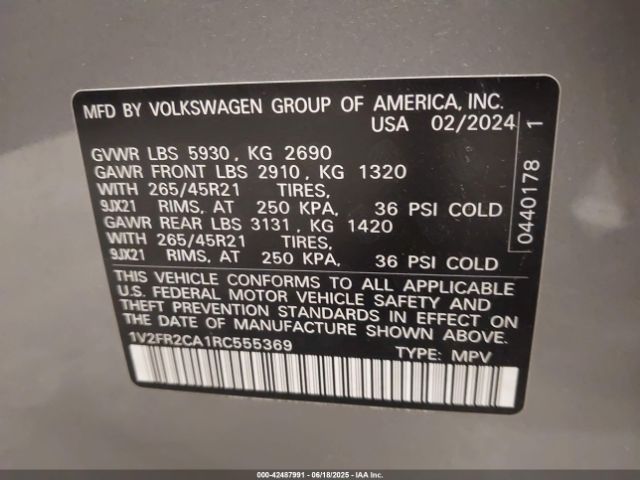 MFD BY VOLKSWAGEN GROUP OF AMERICA, INC.
USA 02/2024
GVWR LBS 5930, KG 2690
GAWR FRONT LBS 2910, KG 1320
WITH 265/45R21 TIRES,
9JX21 RIMS, AT 250 KPA, 36 PSI COLD
GAWR REAR LBS 3131, KG 1420
WITH 265/45R21 TIRES,
9JX21 RIMS, AT 250 KPA, 36 PSI COLD
THIS VEHICLE CONFORMS TO ALL APPLICABLE
U.S. FEDERAL MOTOR VEHICLE SAFETY AND
THEFT PREVENTION STANDARDS IN EFFECT ON
THE DATE OF MANUFACTURE SHOWN ABOVE.
1V2FR2CA1RC555369 TYPE: MPV
0440178 1
000-42487991 - 06/18/2025 - IAA Inc.